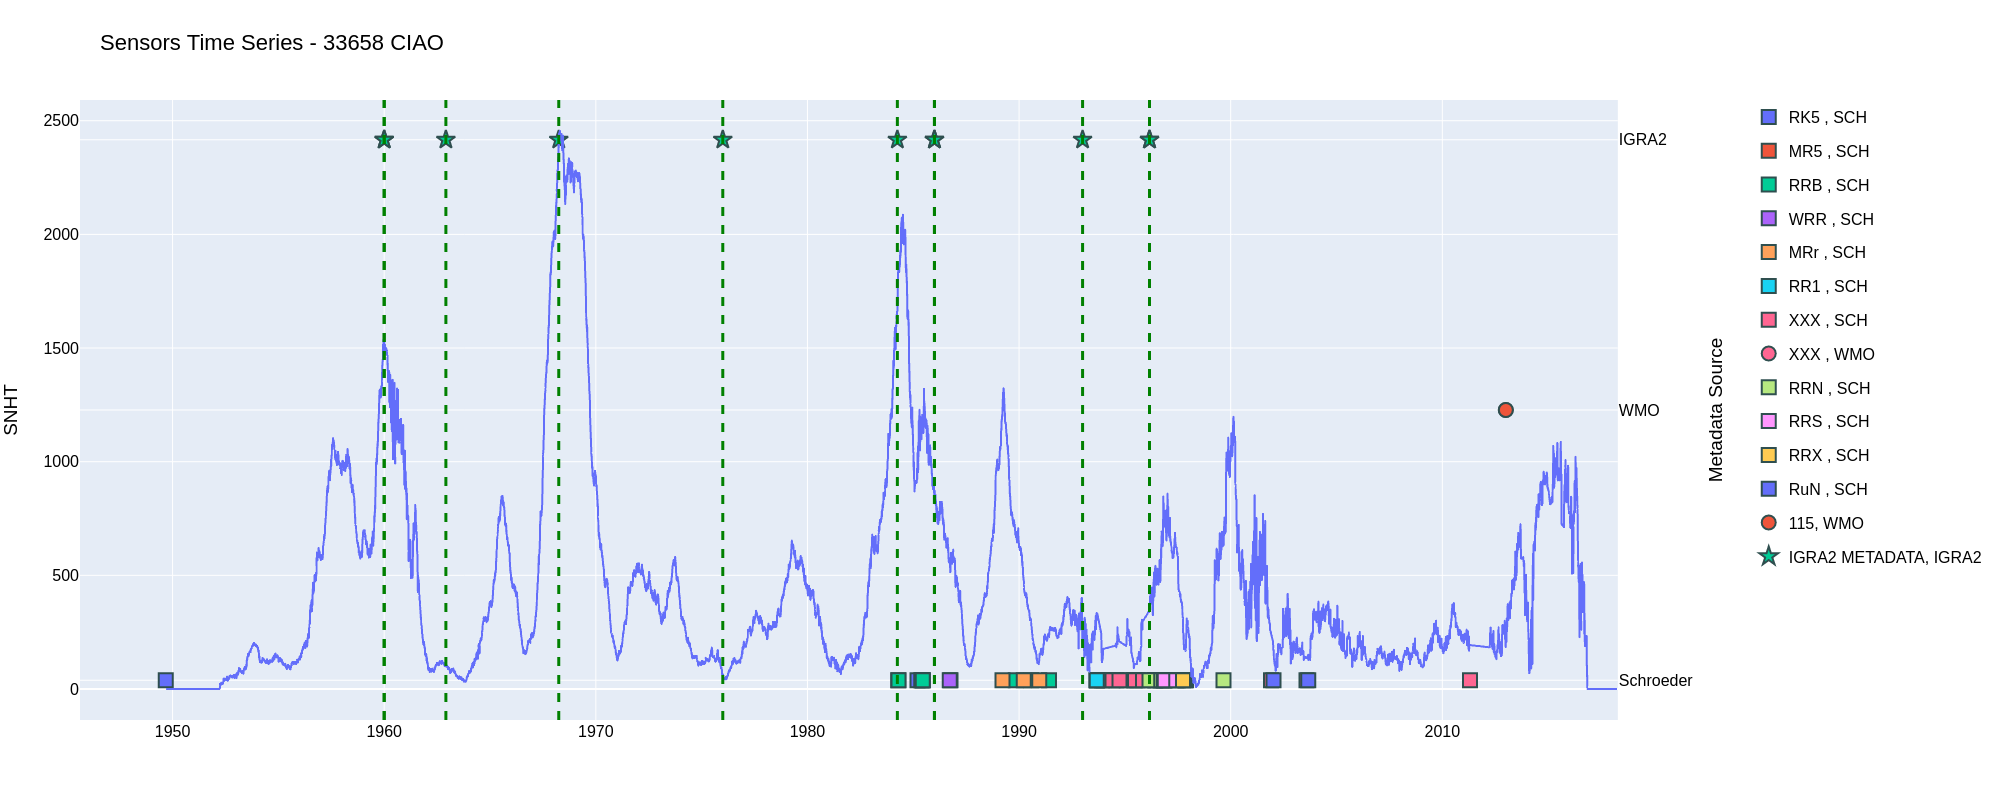 Sensors Time Series - 33658 CIAO
SNHT
2500
2000
1500
1000
500
0
1950
1960
1970
1980
1990
2000
2010
IGRA2
WMO
Schroeder
Metadata Source
RK5 , SCH
MR5 , SCH
RRB , SCH
WRR , SCH
MRr , SCH
RR1 , SCH
XXX , SCH
XXX , WMO
RRN , SCH
RRS , SCH
RRX , SCH
RuN , SCH
115, WMO
IGRA2 METADATA, IGRA2